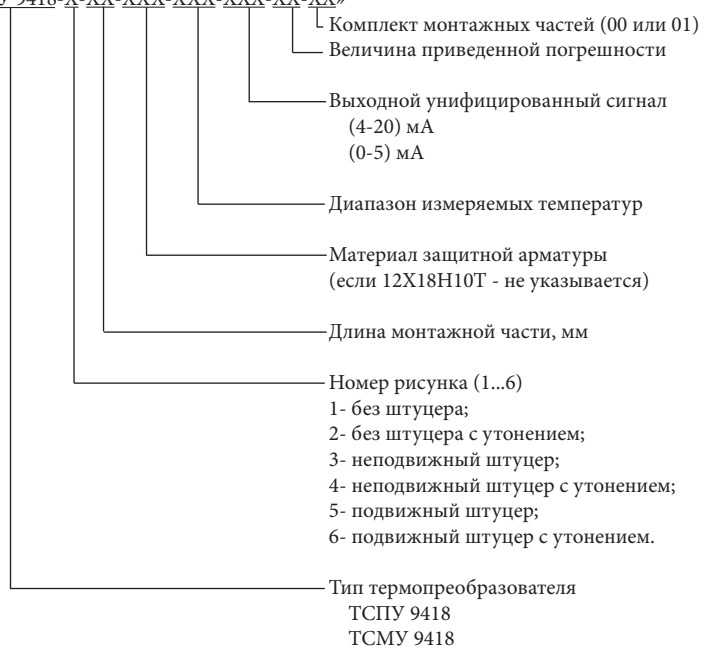 У 9418-Х-ХХ-ХХХ-ХХХ-ХХХ-ХХ-ХХ»
Комплект монтажных частей (00 или 01)
Величина приведенной погрешности
Выходной унифицированный сигнал
(4-20) мА
(0-5) мА
Диапазон измеряемых температур
Материал защитной арматуры
(если 12Х18Н10Т - не указывается)
Длина монтажной части, мм
Номер рисунка (1...6)
1- без штуцера;
2- без штуцера с утонением;
3- неподвижный штуцер;
4- неподвижный штуцер с утонением;
5- подвижный штуцер;
6- подвижный штуцер с утонением.
Тип термопреобразователя
ТСПУ 9418
ТСМУ 9418